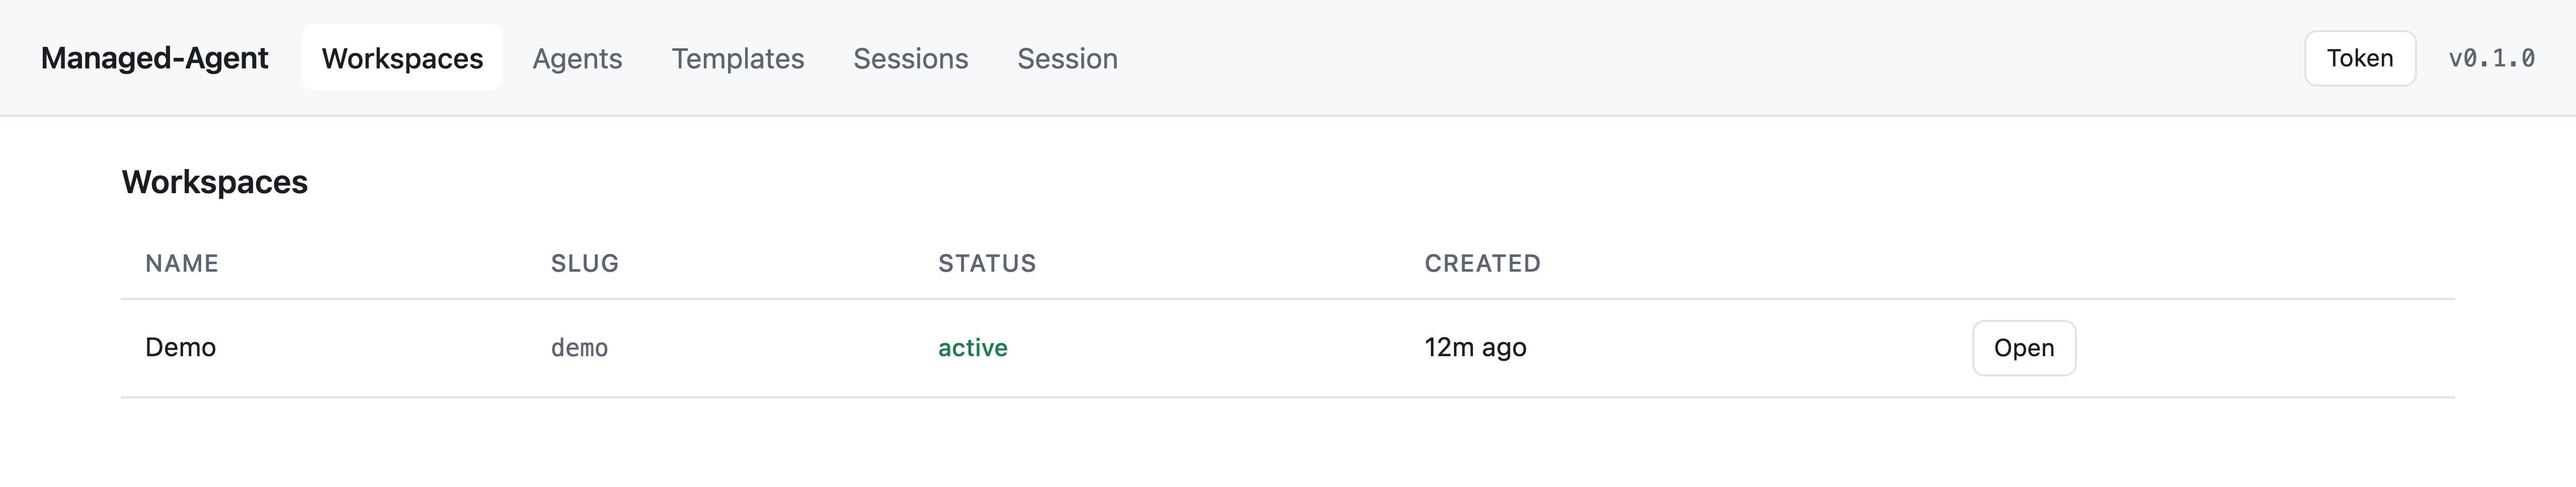 Managed-Agent Workspaces Agents Templates Sessions Session Token v0.1.0
Workspaces
NAME SLUG STATUS CREATED
Demo demo active 12m ago Open